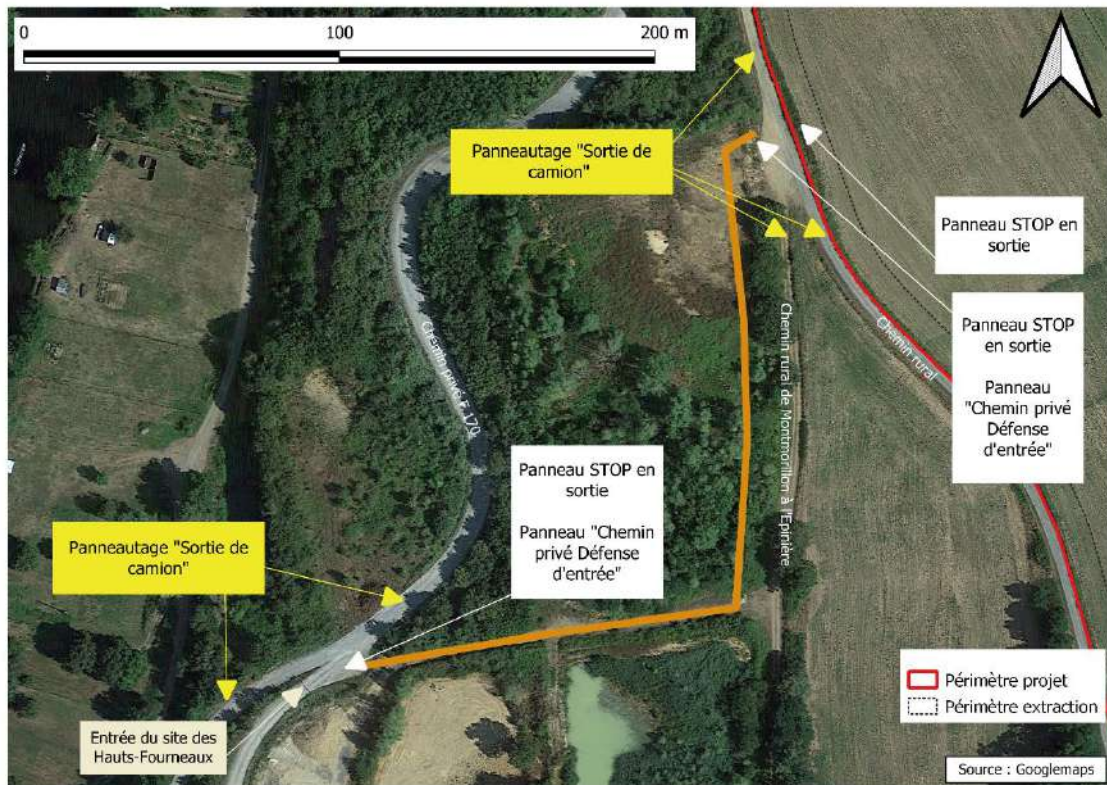 0 100 200 m
Panneautage "Sortie de
camion"
Panneau STOP en
sortie
Panneau STOP
en sortie
Panneau
"Chemin privé
Défense
d'entrée"
Chemin rural
Chemin rural de Montmorillon à l'Epinière
Chemin privé F 170
Panneau STOP en
sortie
Panneau "Chemin
privé Défense
d'entrée"
Panneautage "Sortie de
camion"
Entrée du site des
Hauts-Fourneaux
Périmètre projet
Périmètre extraction
Source : Googlemaps